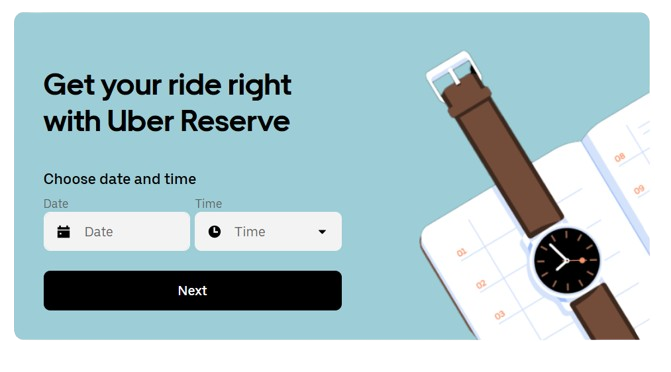 Get your ride right
with Uber Reserve
Choose date and time
Date
Time
Date
Time
Next
01
02
03
08
09